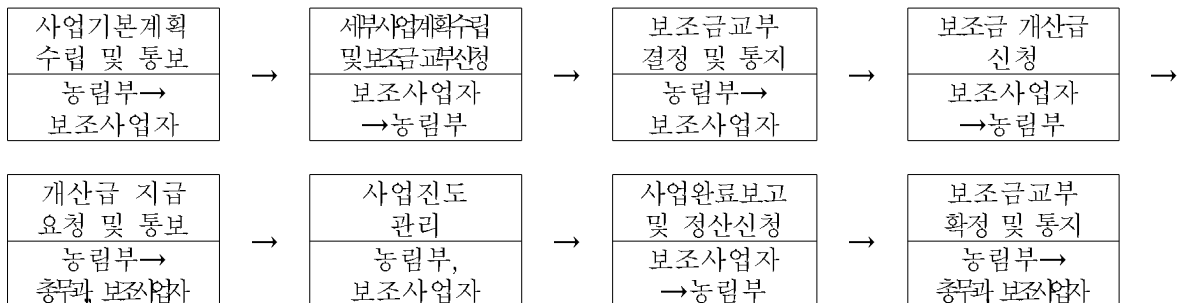 사업기본계획
수립 및 통보
농림부→
보조사업자
→
세부사업계획수립
및보조금교부신청
보조사업자
→농림부
→
보조금교부
결정 및 통지
농림부→
보조사업자
→
보조금 개산급
신청
보조사업자
→농림부
→
개산급 지급
요청 및 통보
농림부→
총무과, 보조사업자
→
사업진도
관리
농림부,
보조사업자
→
사업완료보고
및 정산신청
보조사업자
→농림부
→
보조금교부
확정 및 통지
농림부→
총무과, 보조사업자